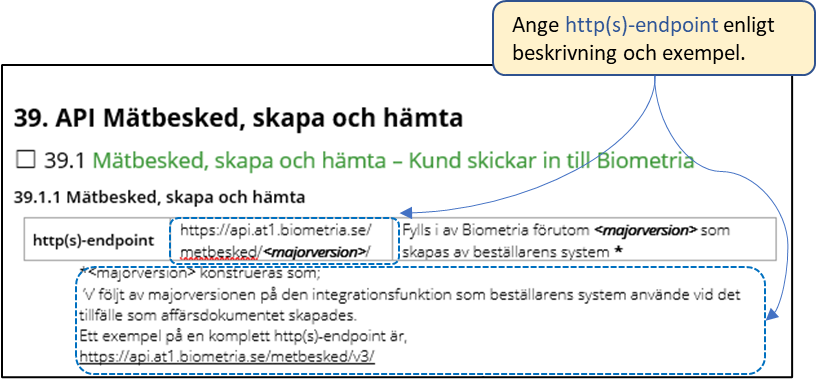 Ange http(s)-endpoint enligt
beskrivning och exempel.
39. API Mätbesked, skapa och hämta
☐ 39.1 Mätbesked, skapa och hämta – Kund skickar in till Biometria
39.1.1 Mätbesked, skapa och hämta
http(s)-endpoint
https://api.at1.biometria.se/
metbesked/<majorversion>/
Fylls i av Biometria förutom <majorversion> som
skapas av beställarens system *
*<majorversion> konstrueras som;
'v' följt av majorversionen på den integrationsfunktion som beställarens system använde vid det
tillfälle som affärsdokumentet skapades.
Ett exempel på en komplett http(s)-endpoint är,
https://api.at1.biometria.se/metbesked/v3/